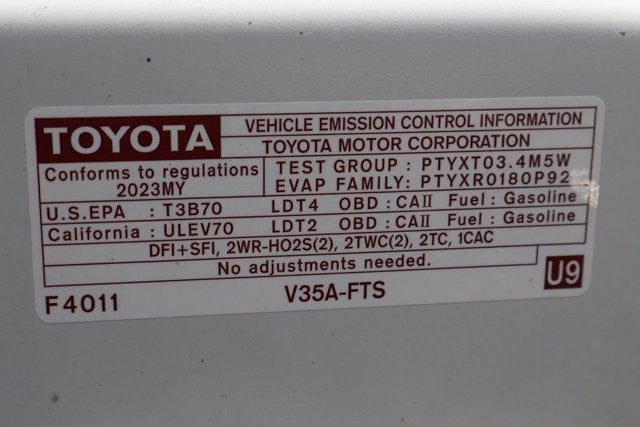 TOYOTA
VEHICLE EMISSION CONTROL INFORMATION
TOYOTA MOTOR CORPORATION
Conforms to regulations
2023MY
TEST GROUP : PTYXT03.4M5W
EVAP FAMILY: PTYXR0180P92
U.S.EPA : T3B70 LDT4 OBD : CAII Fuel : Gasoline
California : ULEV70 LDT2 OBD : CAII Fuel : Gasoline
DFI+SFI, 2WR-HO2S(2), 2TWC(2), 2TC, 1CAC
No adjustments needed.
F4011 V35A-FTS U9